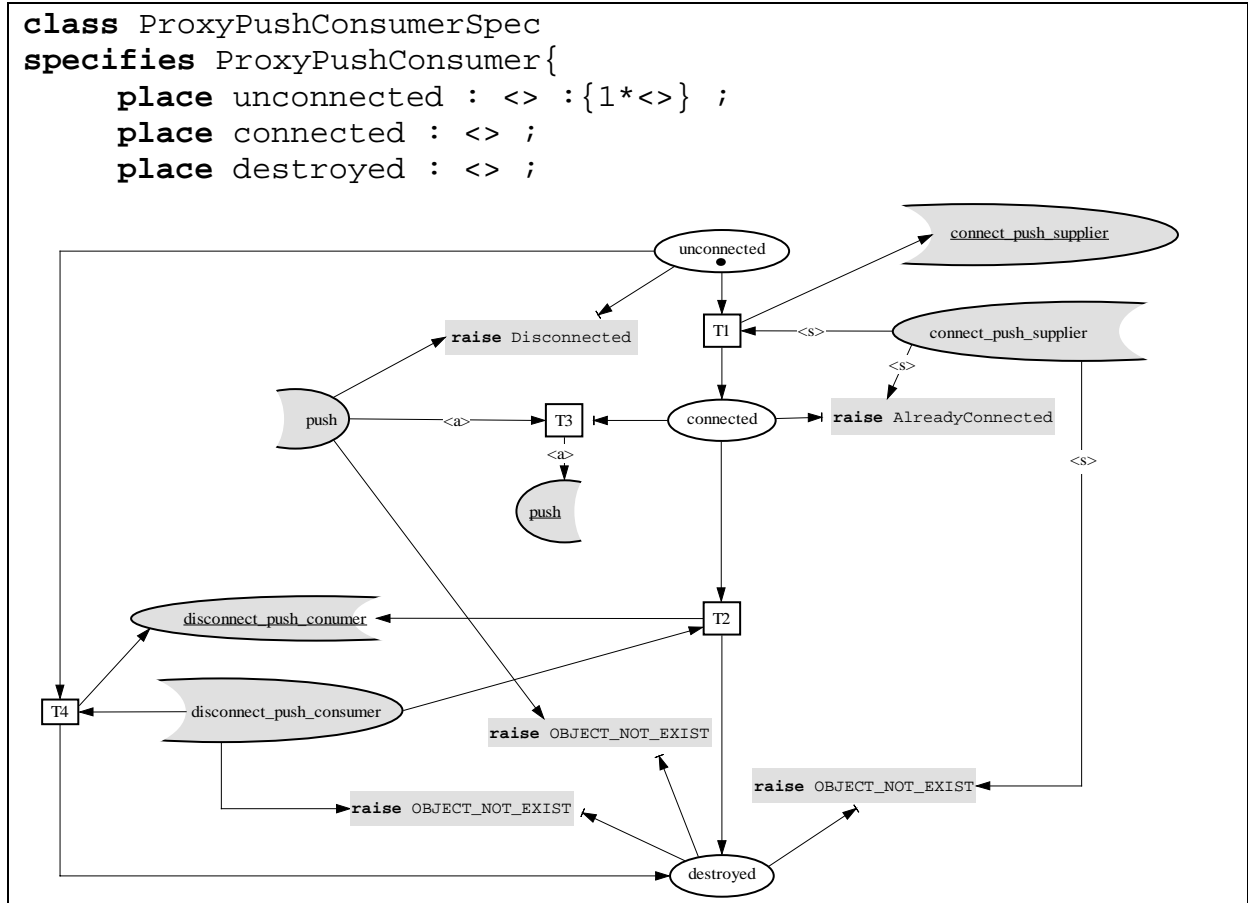 class ProxyPushConsumerSpec
specifies ProxyPushConsumer{
place unconnected : <> :{1*<>} ;
place connected : <> ;
place destroyed : <> ;
unconnected
connect_push_supplier
T1
<s>
connect_push_supplier
raise Disconnected
<s>
push
<a>
T3
connected
raise AlreadyConnected
<a>
<s>
push
disconnect_push_conumer
T2
T4
disconnect_push_consumer
raise OBJECT_NOT_EXIST
raise OBJECT_NOT_EXIST
raise OBJECT_NOT_EXIST
destroyed